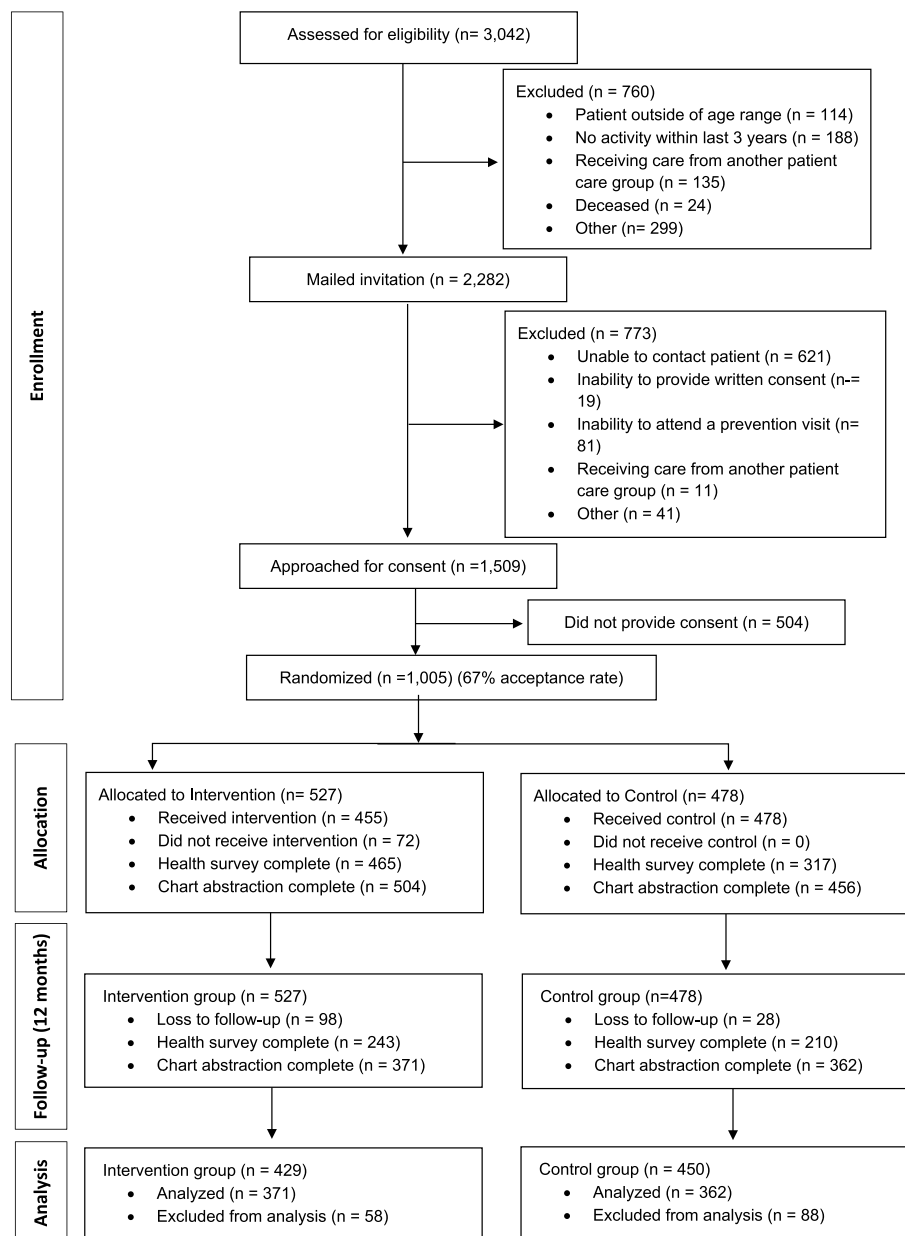 Assessed for eligibility (n= 3,042)
Excluded (n = 760)
• Patient outside of age range (n = 114)
• No activity within last 3 years (n = 188)
• Receiving care from another patient
care group (n = 135)
• Deceased (n = 24)
• Other (n= 299)
Mailed invitation (n = 2,282)
Enrollment
Excluded (n = 773)
• Unable to contact patient (n = 621)
• Inability to provide written consent (n-=
19)
• Inability to attend a prevention visit (n=
81)
• Receiving care from another patient
care group (n = 11)
• Other (n = 41)
Approached for consent (n =1,509)
Did not provide consent (n = 504)
Randomized (n =1,005) (67% acceptance rate)
Allocation
Allocated to Intervention (n= 527)
• Received intervention (n = 455)
• Did not receive intervention (n = 72)
• Health survey complete (n = 465)
• Chart abstraction complete (n = 504)
Allocated to Control (n= 478)
• Received control (n = 478)
• Did not receive control (n = 0)
• Health survey complete (n = 317)
• Chart abstraction complete (n = 456)
Follow-up (12 months)
Intervention group (n = 527)
• Loss to follow-up (n = 98)
• Health survey complete (n = 243)
• Chart abstraction complete (n = 371)
Control group (n=478)
• Loss to follow-up (n = 28)
• Health survey complete (n = 210)
• Chart abstraction complete (n = 362)
Analysis
Intervention group (n = 429)
• Analyzed (n = 371)
• Excluded from analysis (n = 58)
Control group (n = 450)
• Analyzed (n = 362)
• Excluded from analysis (n = 88)